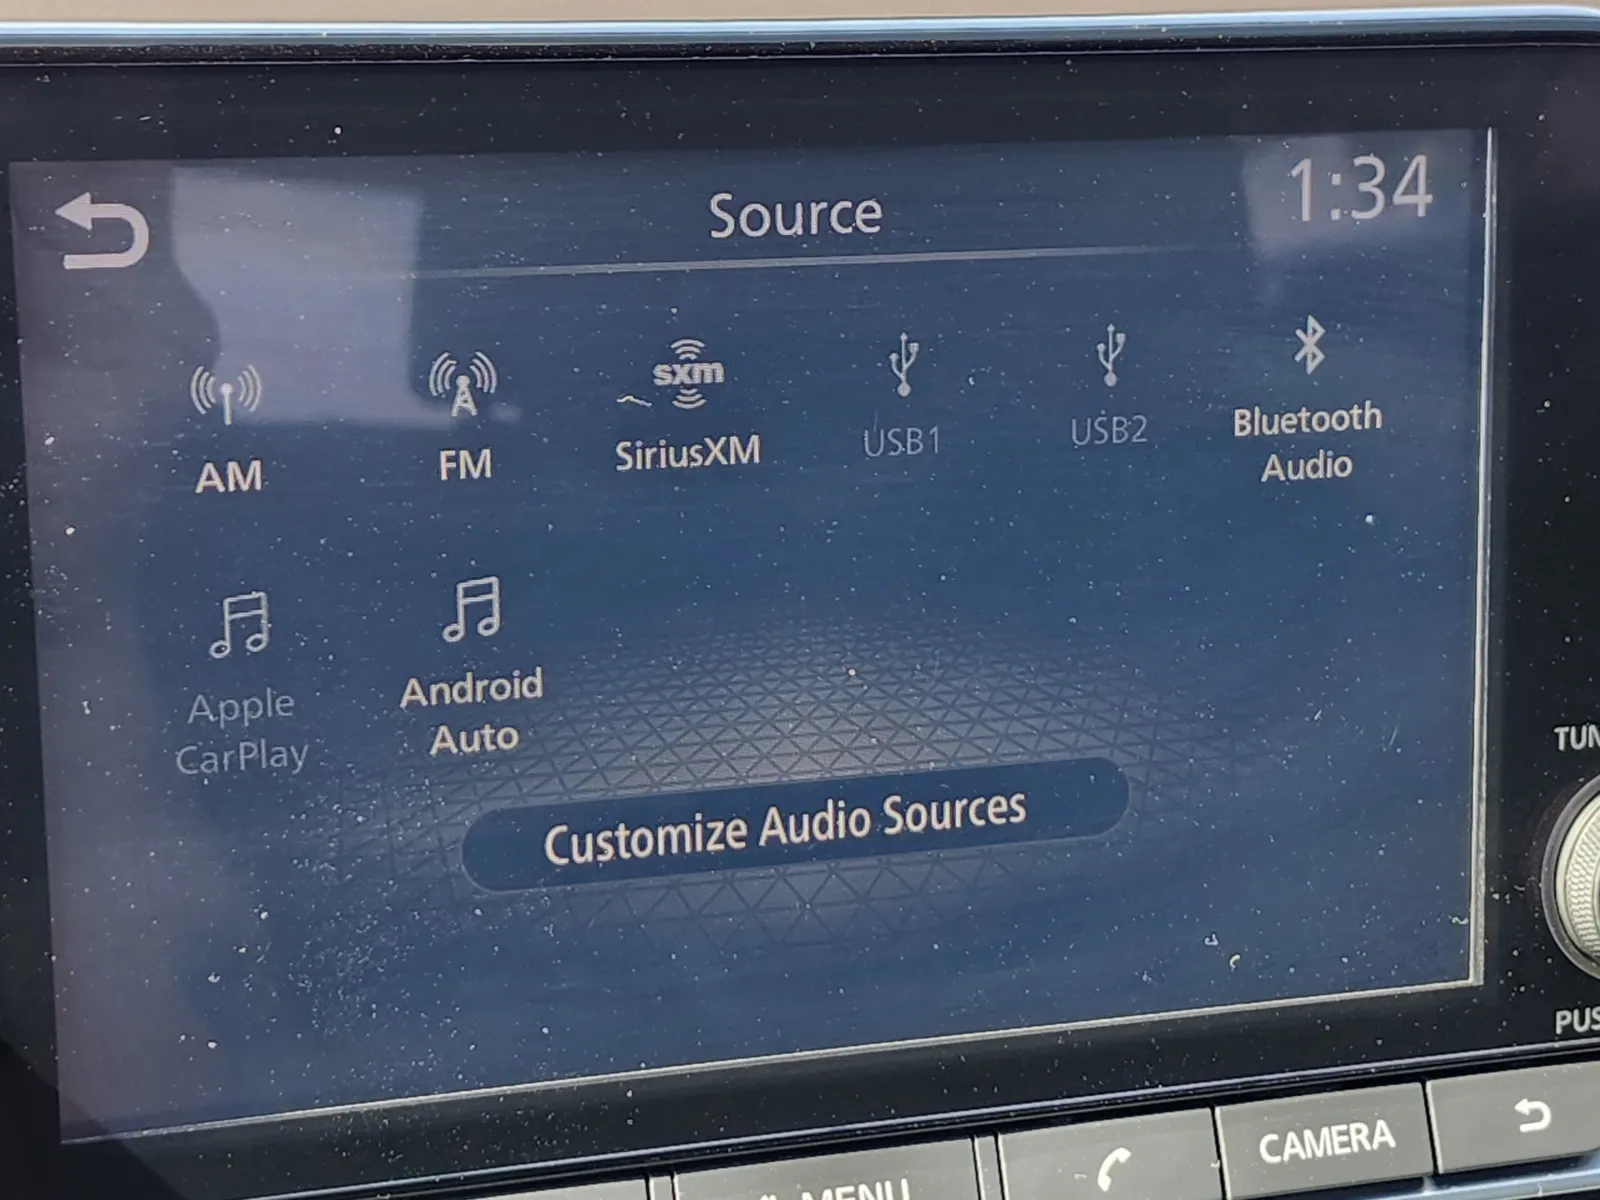 Source
1:34
sxm
AM
FM
SiriusXM
USB1
USB2
Bluetooth
Audio
Apple
CarPlay
Android
Auto
Customize Audio Sources
TUN
PUS
MENU
CAMERA